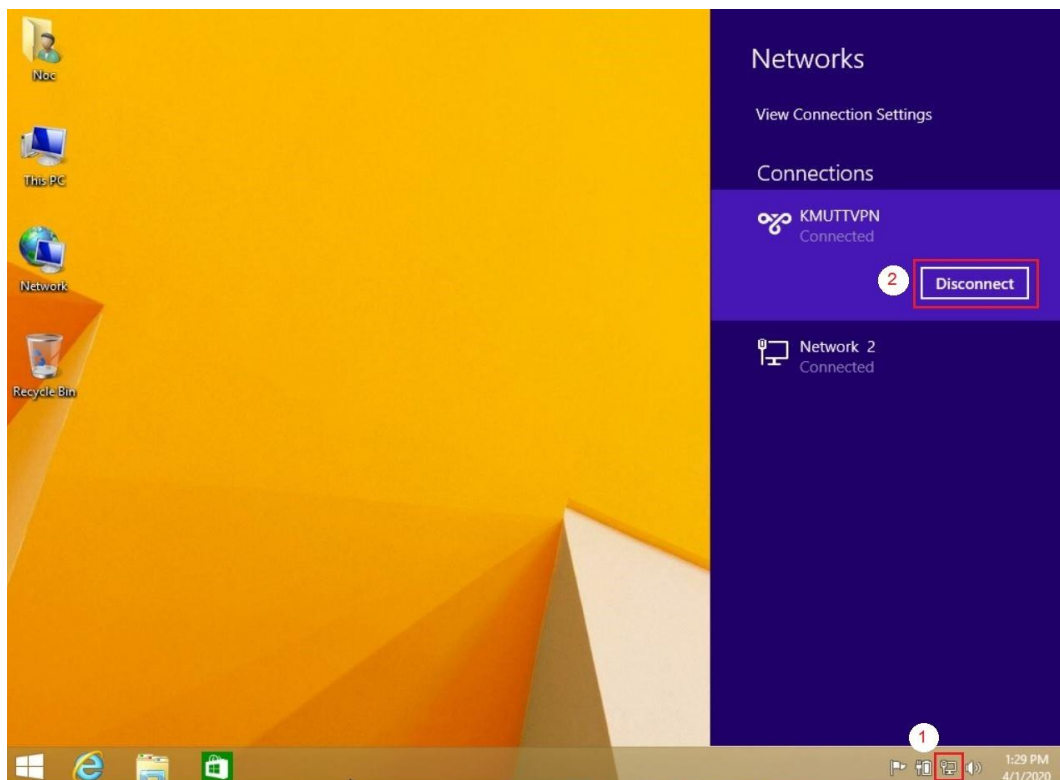 Noc
This PC
Network
Recycle Bin
Networks
View Connection Settings
Connections
KMUTTVPN
Connected
2
Disconnect
Network 2
Connected
1
1:29 PM
4/1/2020